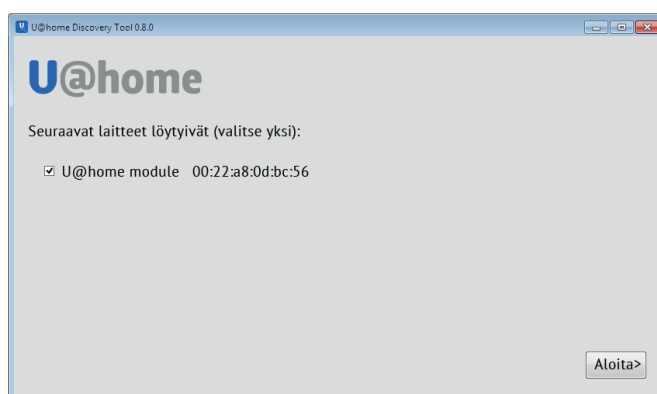 U@home Discovery Tool 0.8.0
U@home
Seuraavat laitteet löytyivät (valitse yksi):
U@home module 00:22:a8:0d:bc:56
Aloita>